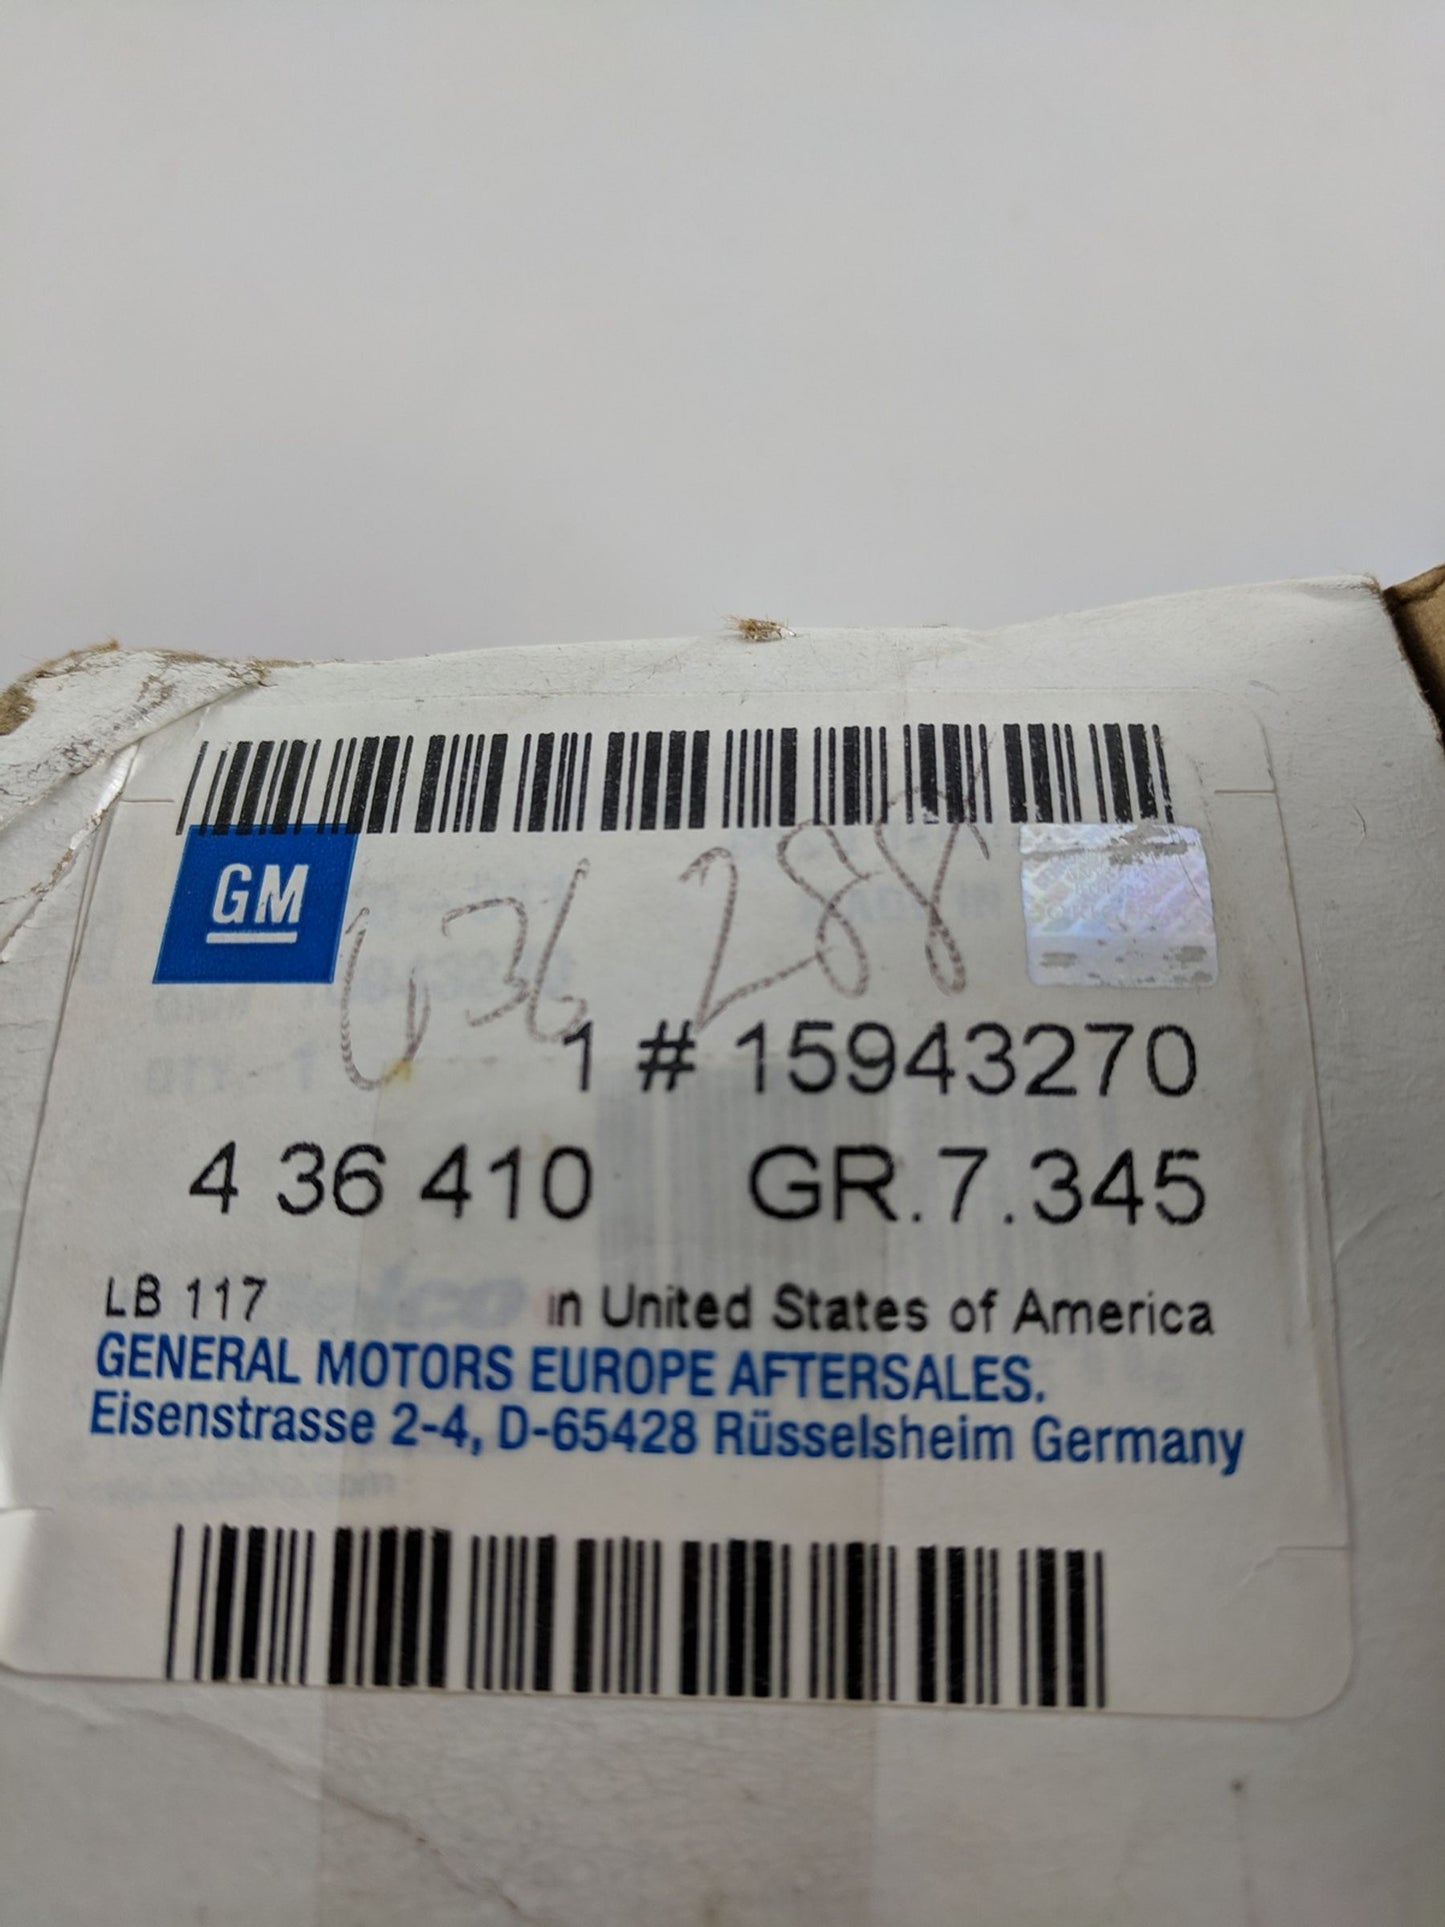 GM
436 288
1 # 15943270
4 36 410 GR.7.345
LB 117 in United States of America
GENERAL MOTORS EUROPE AFTERSALES.
Eisenstrasse 2-4, D-65428 Rüsselsheim Germany